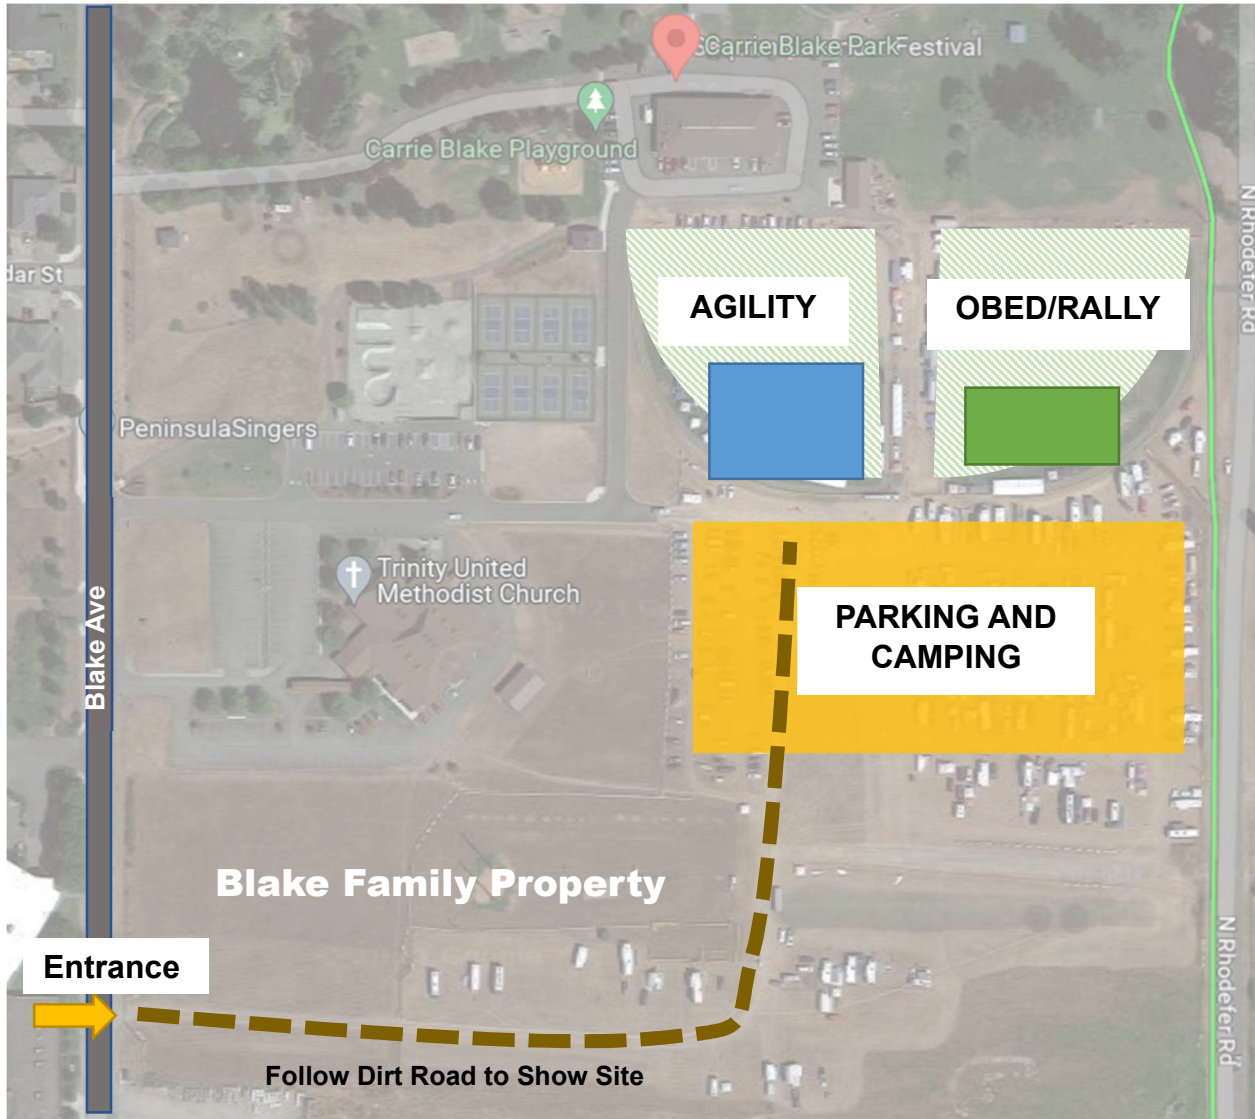 Carrie Blake Park
Festival
Carrie Blake Playground
N Rhodefer Rd
dar St
AGILITY
OBED/RALLY
PeninsulaSingers
Trinity United
Methodist Church
Blake Ave
PARKING AND
CAMPING
Blake Family Property
Entrance
N Rhodefer Rd
Follow Dirt Road to Show Site